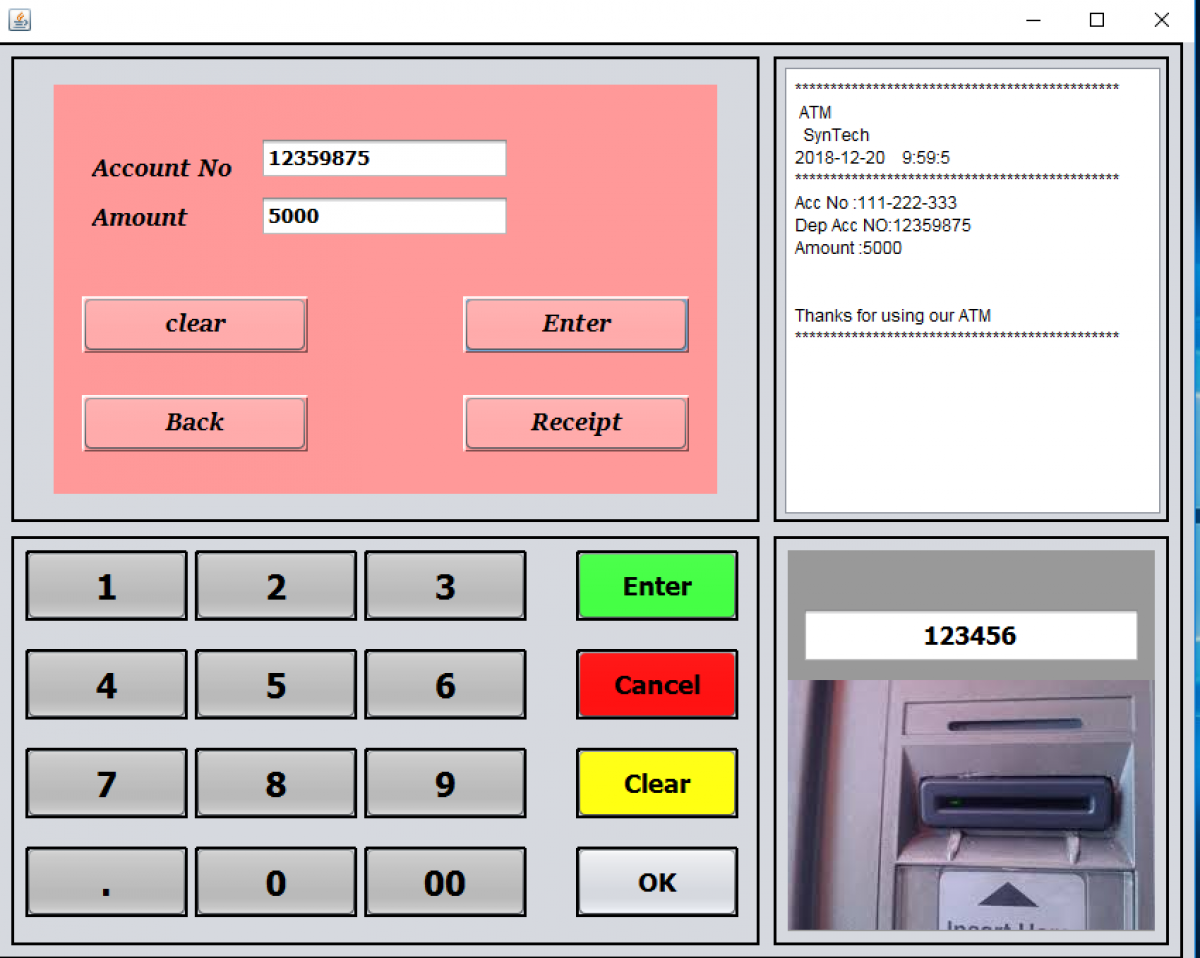 Account No 12359875
Amount 5000
clear Enter
Back Receipt
**********************************************
ATM
SynTech
2018-12-20 9:59:5
**********************************************
Acc No :111-222-333
Dep Acc NO:12359875
Amount :5000
Thanks for using our ATM
**********************************************
1 2 3 Enter
4 5 6 Cancel
7 8 9 Clear
. 0 00 OK
123456
Insert